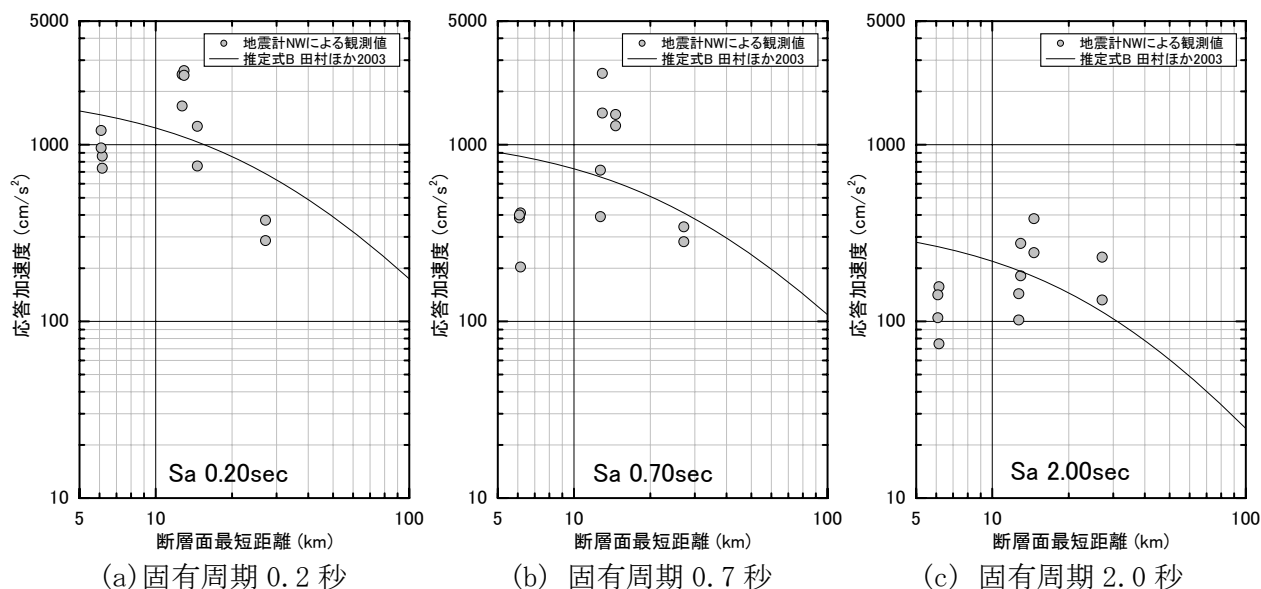 5000
1000
100
10
5
10
100
応答加速度 (cm/s²)
断層面最短距離 (km)
地震計NWによる観測値
推定式B 田村ほか2003
Sa 0.20sec
(a)固有周期 0.2 秒
5000
1000
100
10
5
10
100
応答加速度 (cm/s²)
断層面最短距離 (km)
地震計NWによる観測値
推定式B 田村ほか2003
Sa 0.70sec
(b) 固有周期 0.7 秒
5000
1000
100
10
5
10
100
応答加速度 (cm/s²)
断層面最短距離 (km)
地震計NWによる観測値
推定式B 田村ほか2003
Sa 2.00sec
(c) 固有周期 2.0 秒